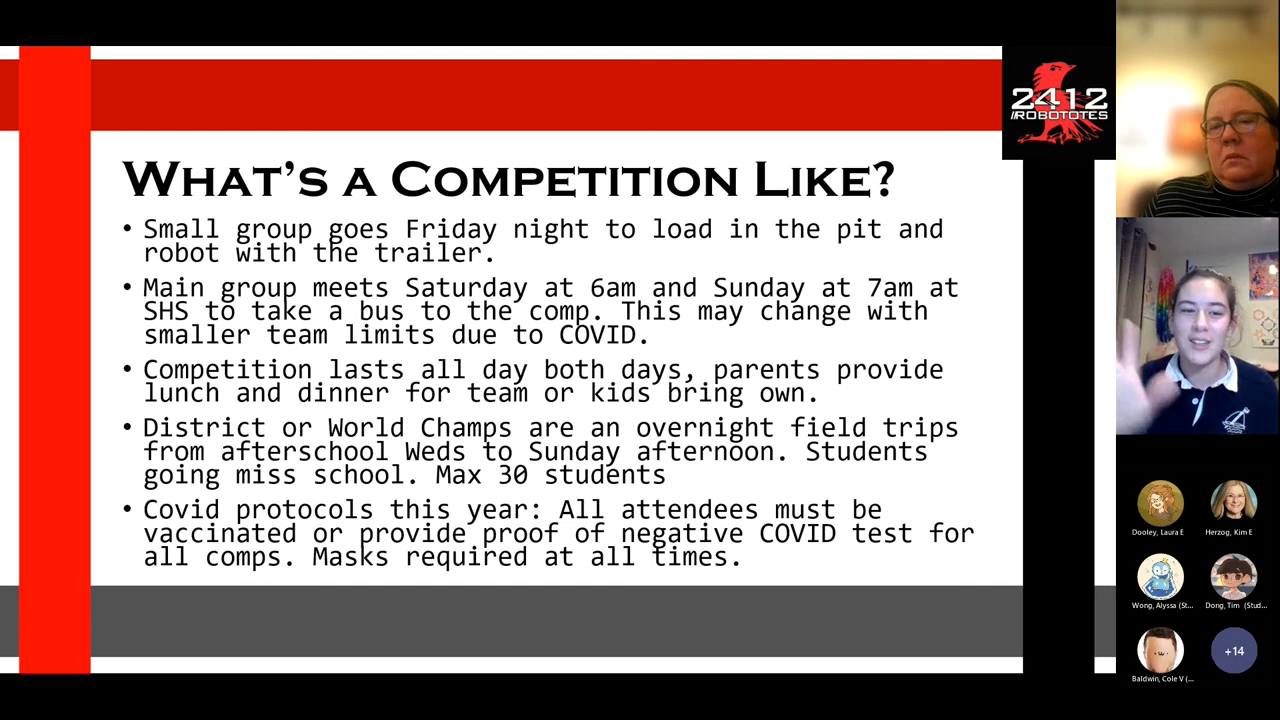 2412
ROBOTOTES
WHAT'S A COMPETITION LIKE?
• Small group goes Friday night to load in the pit and
robot with the trailer.
• Main group meets Saturday at 6am and Sunday at 7am at
SHS to take a bus to the comp. This may change with
smaller team limits due to COVID.
• Competition lasts all day both days, parents provide
lunch and dinner for team or kids bring own.
• District or World Champs are an overnight field trips
from afterschool Weds to Sunday afternoon. Students
going miss school. Max 30 students
• Covid protocols this year: All attendees must be
vaccinated or provide proof of negative COVID test for
all comps. Masks required at all times.
Dooley, Laura E
Herzog, Kim E
Wong, Alyssa (St...
Dong, Tim (Stud...
Baldwin, Cole V (...
+14